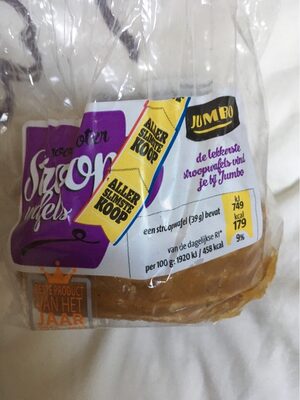 JUMBO
de lekkerste
stroopwafels vind
je bij Jumbo
ALLER
SLIMSTE
KOOP
ALLER
SLIMSTE
KOOP
Stroop
wafels
een stroopwafel (39 g) bevat
kJ
749
kcal
179
van de dagelijkse RI*
9%
per 100 g: 1920 kJ / 458 kcal
BESTE PRODUCT
VAN HET
JAAR